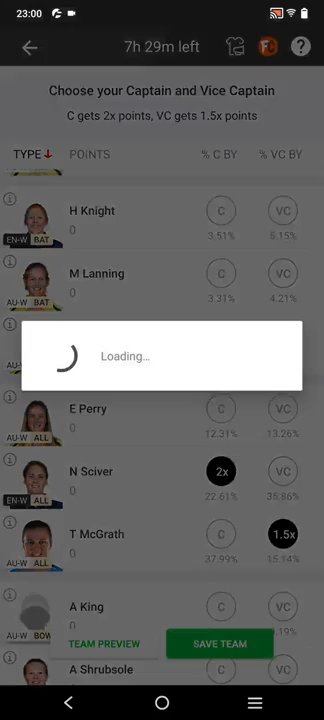 23:00
7h 29m left
FC
?
Choose your Captain and Vice Captain
C gets 2x points, VC gets 1.5x points
TYPE POINTS % C BY % VC BY
H Knight
0
C VC
3.51% 5.15%
EN-W BAT
M Lanning
0
C VC
3.31% 4.21%
AU-W BAT
Loading...
E Perry
0
C VC
12.31% 13.26%
AU-W ALL
N Sciver
0
2x VC
22.61% 35.86%
EN-W ALL
T McGrath
0
C 1.5x
37.99% 15.14%
AU-W ALL
A King
0
C VC
AU-W BOW
TEAM PREVIEW SAVE TEAM
A Shrubsole
C VC